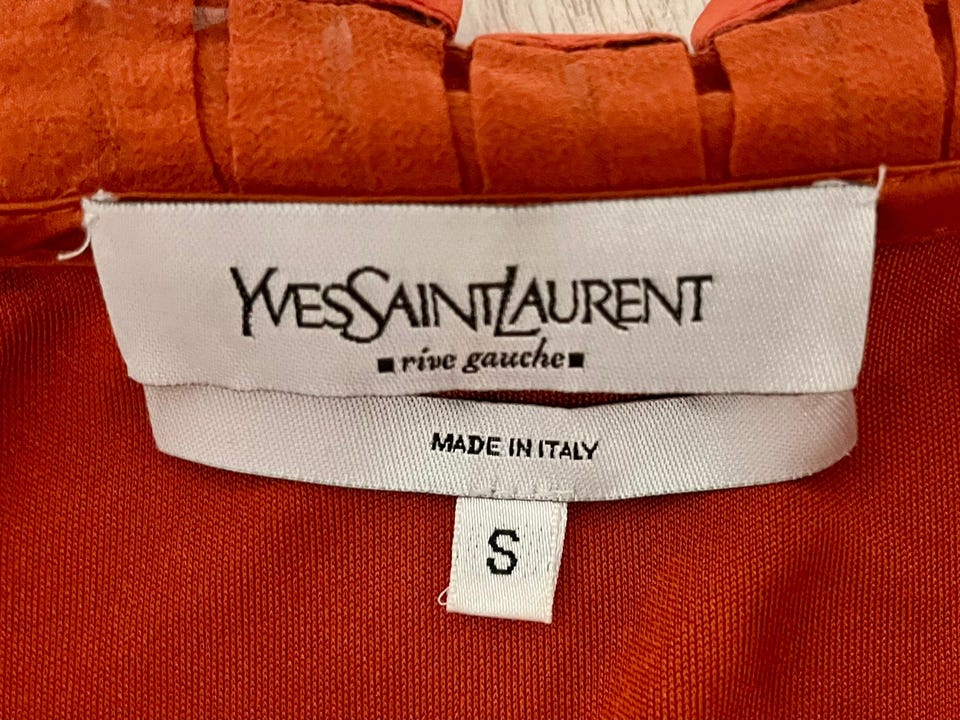 YVESSAINTLAURENT
▪rive gauche▪
MADE IN ITALY
S